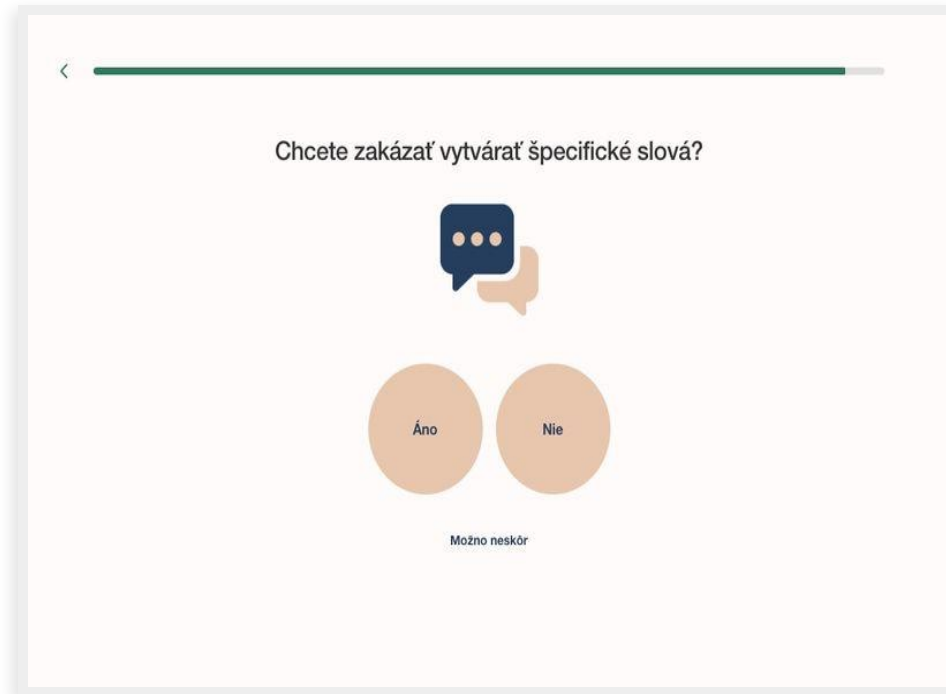 Chcete zakázať vytvárať špecifické slová?
Áno
Nie
Možno neskôr